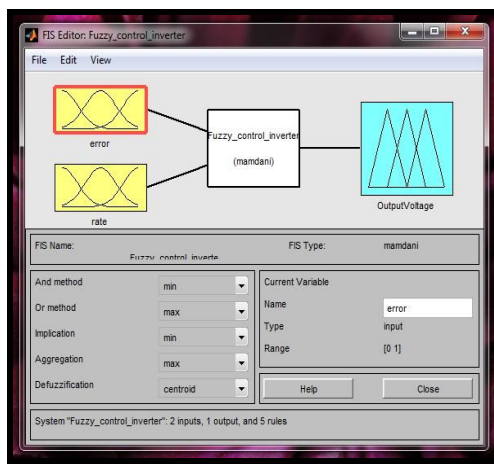 FIS Editor: Fuzzy_control_inverter
File Edit View
error
rate
Fuzzy_control_inverter
(mamdani)
OutputVoltage
FIS Name:
Fuzzy_control_inverte
FIS Type:
mamdani
And method
min
Or method
max
Implication
min
Aggregation
max
Defuzzification
centroid
Current Variable
Name
error
Type
input
Range
[0 1]
Help
Close
System "Fuzzy_control_inverter": 2 inputs, 1 output, and 5 rules